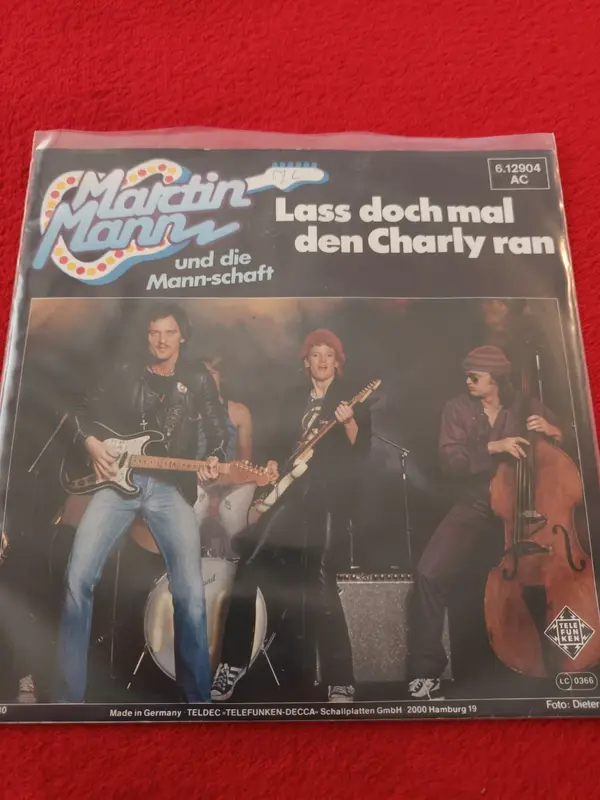 Martin
Mann
und die
Mann-schaft
Lass doch mal
den Charly ran
6.12904
AC
TELE
FUN
KEN
LC 0366
Made in Germany · TELDEC »TELEFUNKEN-DECCA« Schallplatten GmbH · 2000 Hamburg 19
Foto: Dieter